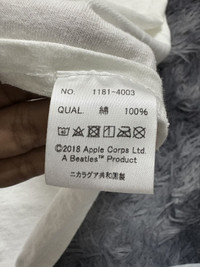 NO. 1181-4003
QUAL. 綿 100%
©2018 Apple Corps Ltd.
A Beatles™ Product
ニカラグア共和国製